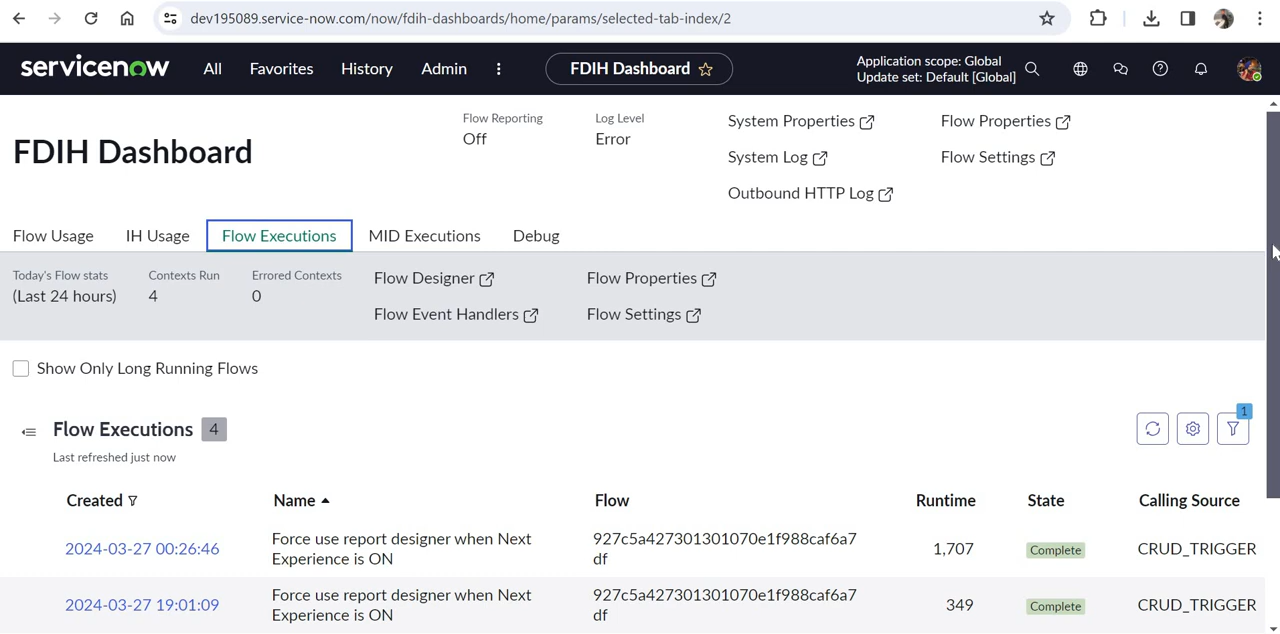 dev195089.service-now.com/now/fdih-dashboards/home/params/selected-tab-index/2
servicenow All Favorites History Admin FDIH Dashboard Application scope: Global
Update set: Default [Global]
FDIH Dashboard
Flow Reporting Log Level
Off Error
System Properties Flow Properties
System Log Flow Settings
Outbound HTTP Log
Flow Usage IH Usage Flow Executions MID Executions Debug
Today's Flow stats Contexts Run Errored Contexts Flow Designer Flow Properties
(Last 24 hours) 4 0 Flow Event Handlers Flow Settings
Show Only Long Running Flows
Flow Executions 4 1
Last refreshed just now
Created Name Flow Runtime State Calling Source
2024-03-27 00:26:46 Force use report designer when Next 927c5a427301301070e1f988caf6a7 1,707 Complete CRUD_TRIGGER
Experience is ON df
2024-03-27 19:01:09 Force use report designer when Next 927c5a427301301070e1f988caf6a7 349 Complete CRUD_TRIGGER
Experience is ON df